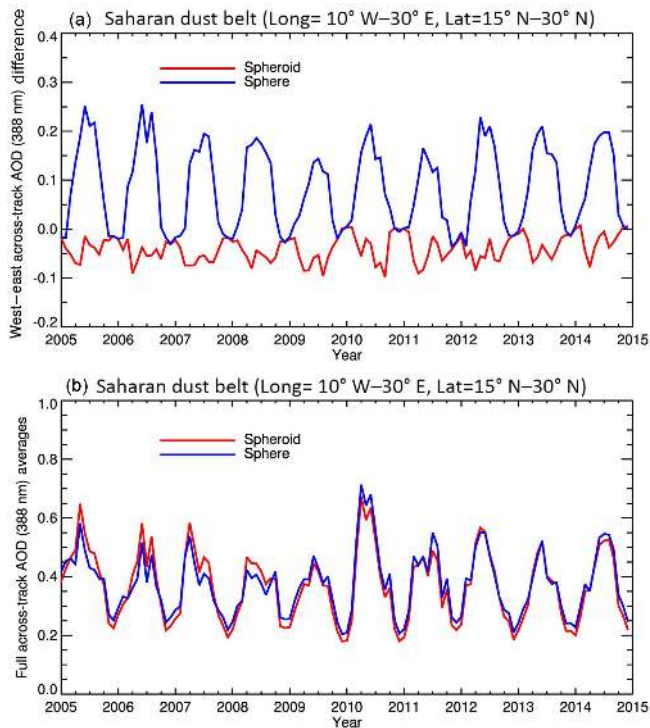 (a) Saharan dust belt (Long= 10° W–30° E, Lat=15° N–30° N)
West–east across-track AOD (388 nm) difference
0.4
0.3
0.2
0.1
0.0
-0.1
-0.2
Spheroid
Sphere
2005 2006 2007 2008 2009 2010 2011 2012 2013 2014 2015
Year
(b) Saharan dust belt (Long= 10° W–30° E, Lat=15° N–30° N)
Full across-track AOD (388 nm) averages
1.0
0.8
0.6
0.4
0.2
0.0
Spheroid
Sphere
2005 2006 2007 2008 2009 2010 2011 2012 2013 2014 2015
Year